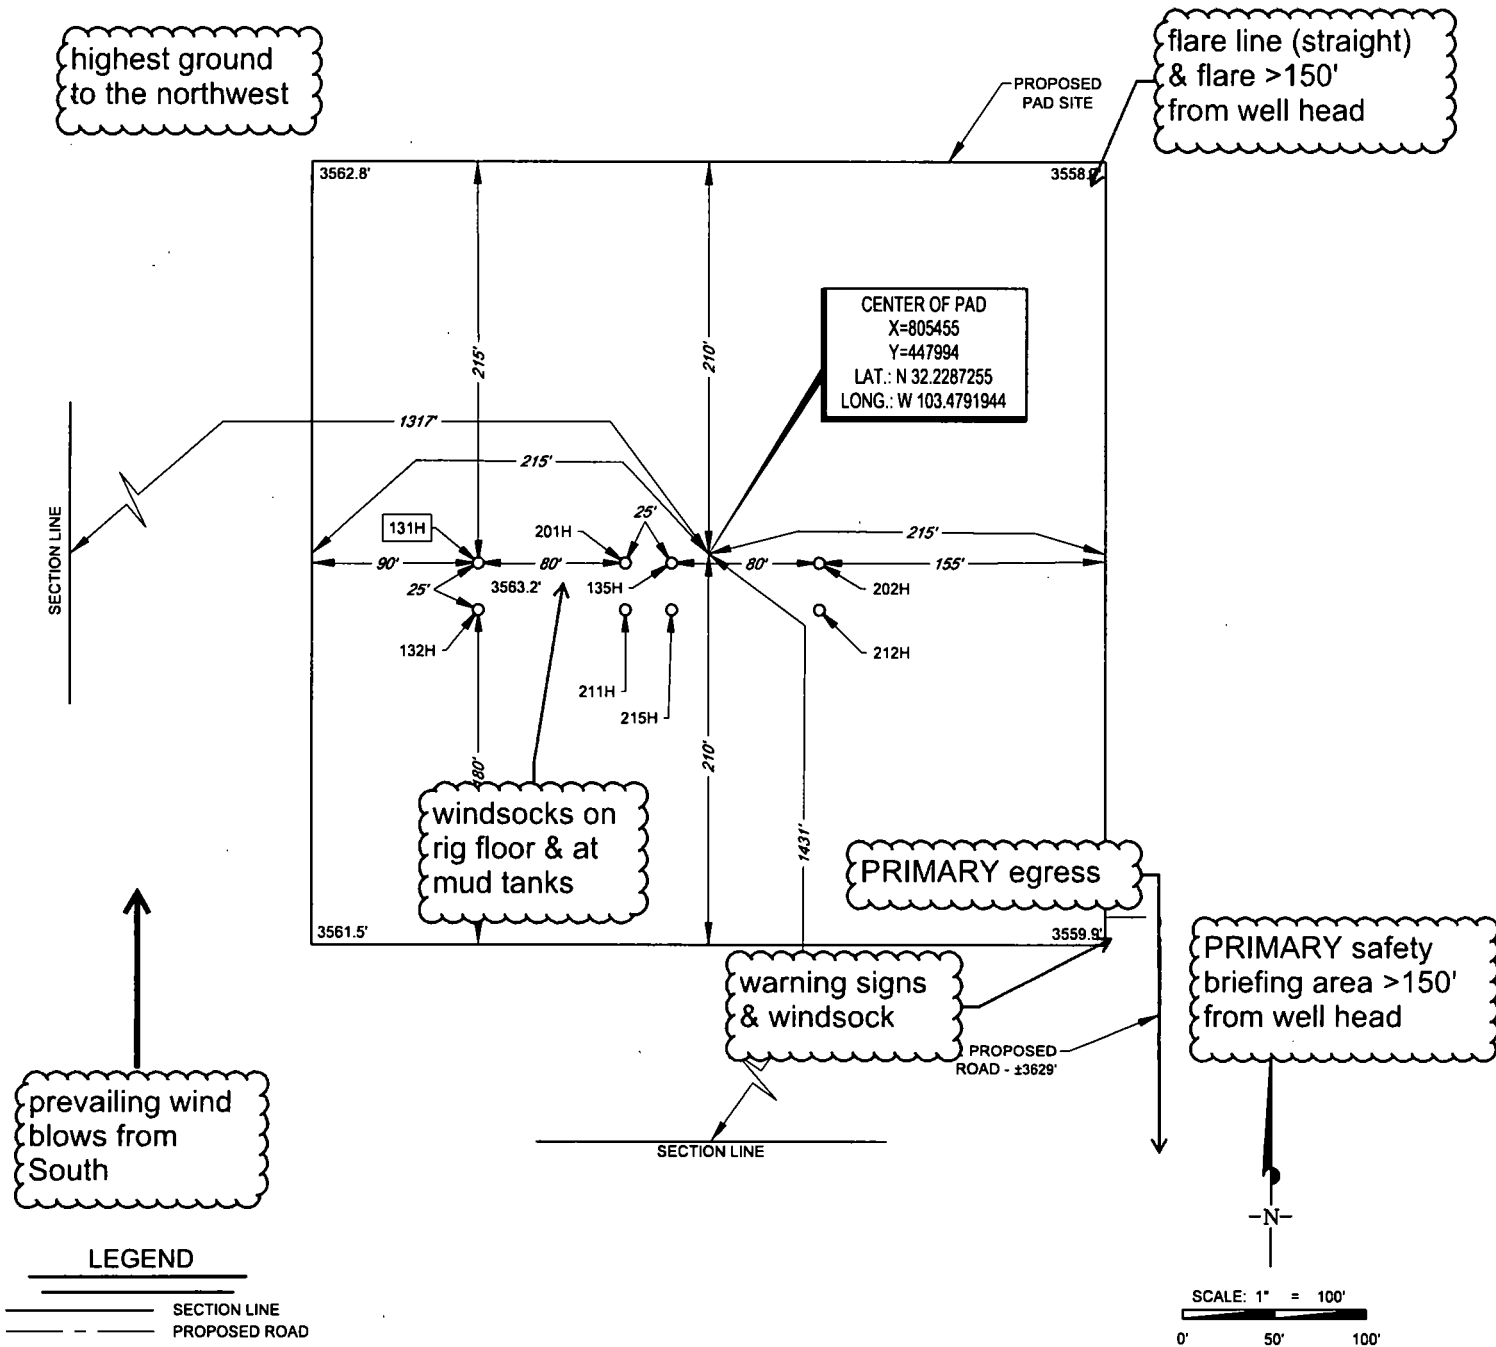 highest ground
to the northwest
flare line (straight)
& flare >150'
from well head
PROPOSED
PAD SITE
3562.8'
215'
210'
CENTER OF PAD
X=805455
Y=447994
LAT.: N 32.2287255
LONG.: W 103.4791944
1317'
215'
SECTION LINE
131H
201H
25'
215'
90'
80'
80'
155'
25'
3563.2'
135H
202H
132H
212H
211H
215H
210'
windsocks on
rig floor & at
mud tanks
1431'
PRIMARY egress
3561.5'
3559.9'
warning signs
& windsock
PRIMARY safety
briefing area >150'
from well head
PROPOSED
ROAD - ±3629'
SECTION LINE
prevailing wind
blows from
South
-N-
LEGEND
SECTION LINE
PROPOSED ROAD
SCALE: 1" = 100'
0' 50' 100'